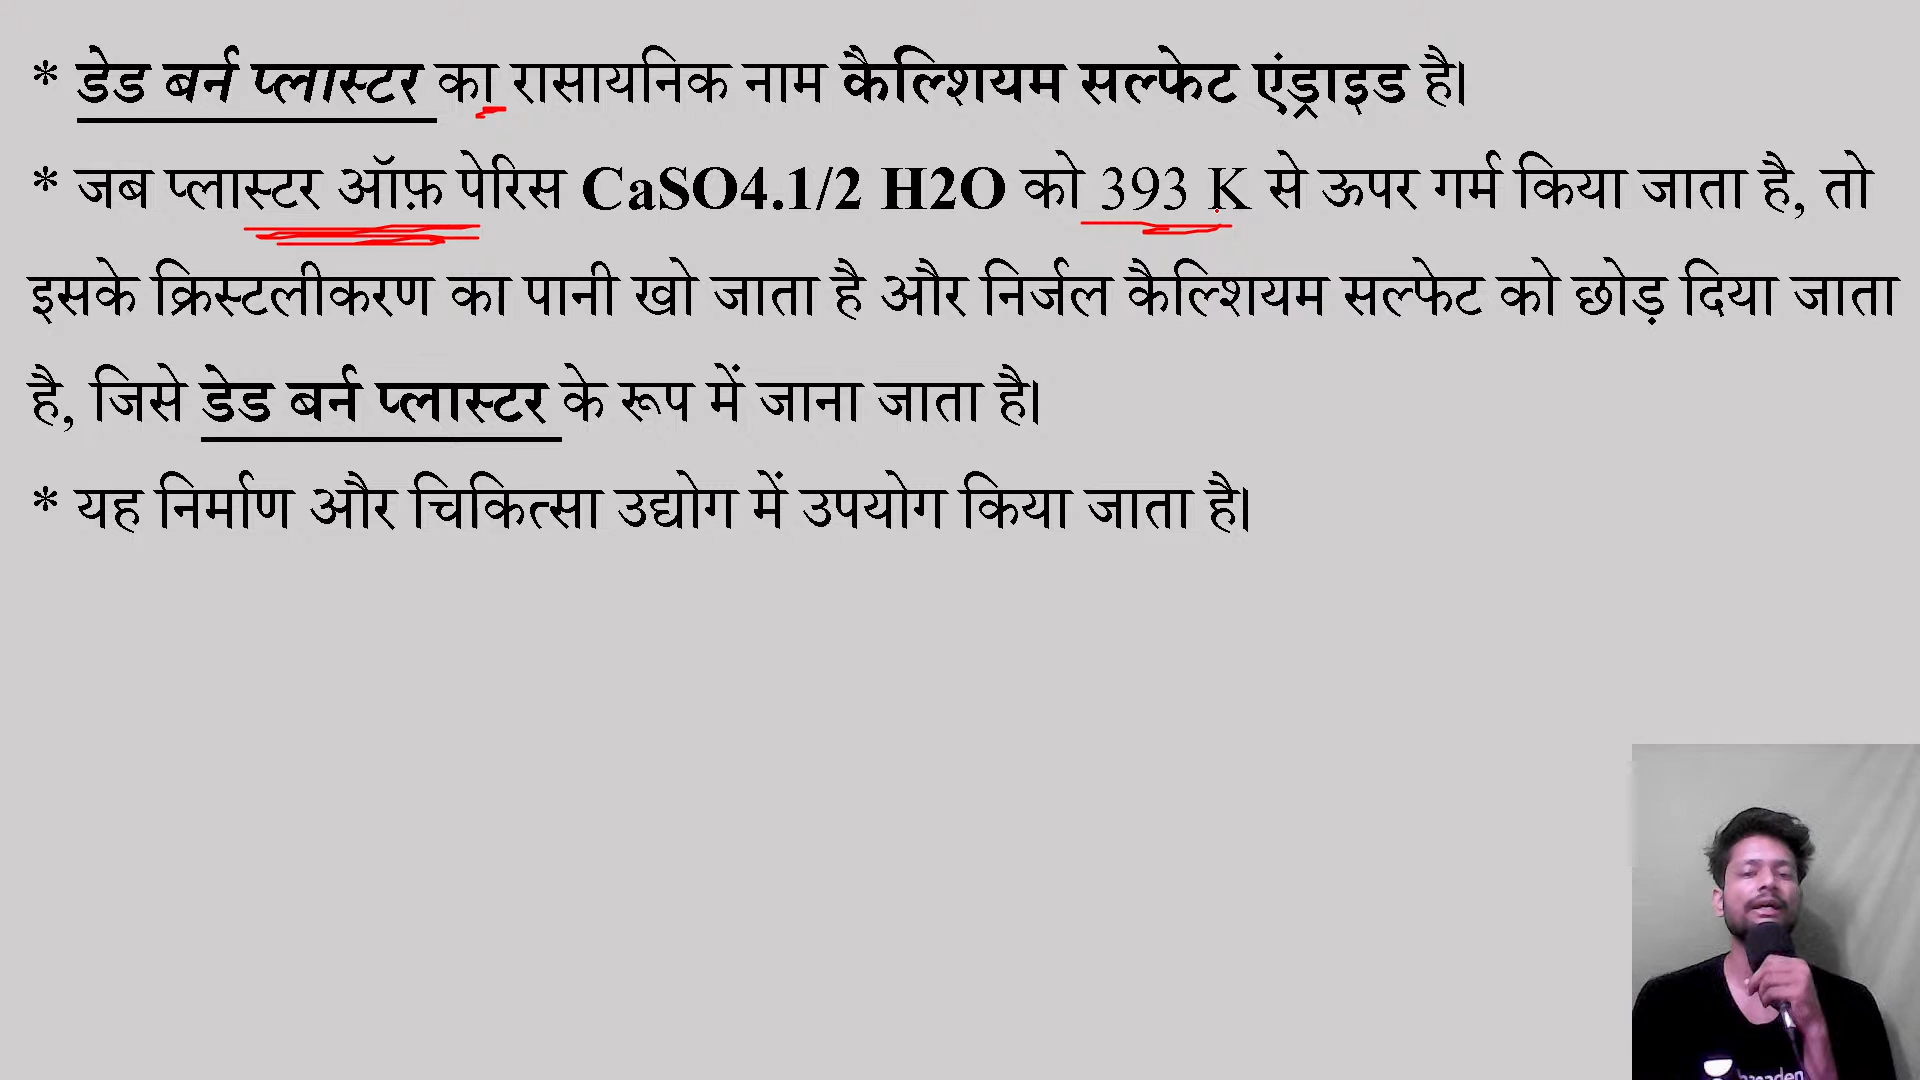 * डेड बर्न प्लास्टर का रासायनिक नाम कैल्शियम सल्फेट एंड्राइड है।
* जब प्लास्टर ऑफ़ पेरिस CaSO4.1/2 H2O को 393 K से ऊपर गर्म किया जाता है, तो
इसके क्रिस्टलीकरण का पानी खो जाता है और निर्जल कैल्शियम सल्फेट को छोड़ दिया जाता
है, जिसे डेड बर्न प्लास्टर के रूप में जाना जाता है।
* यह निर्माण और चिकित्सा उद्योग में उपयोग किया जाता है।